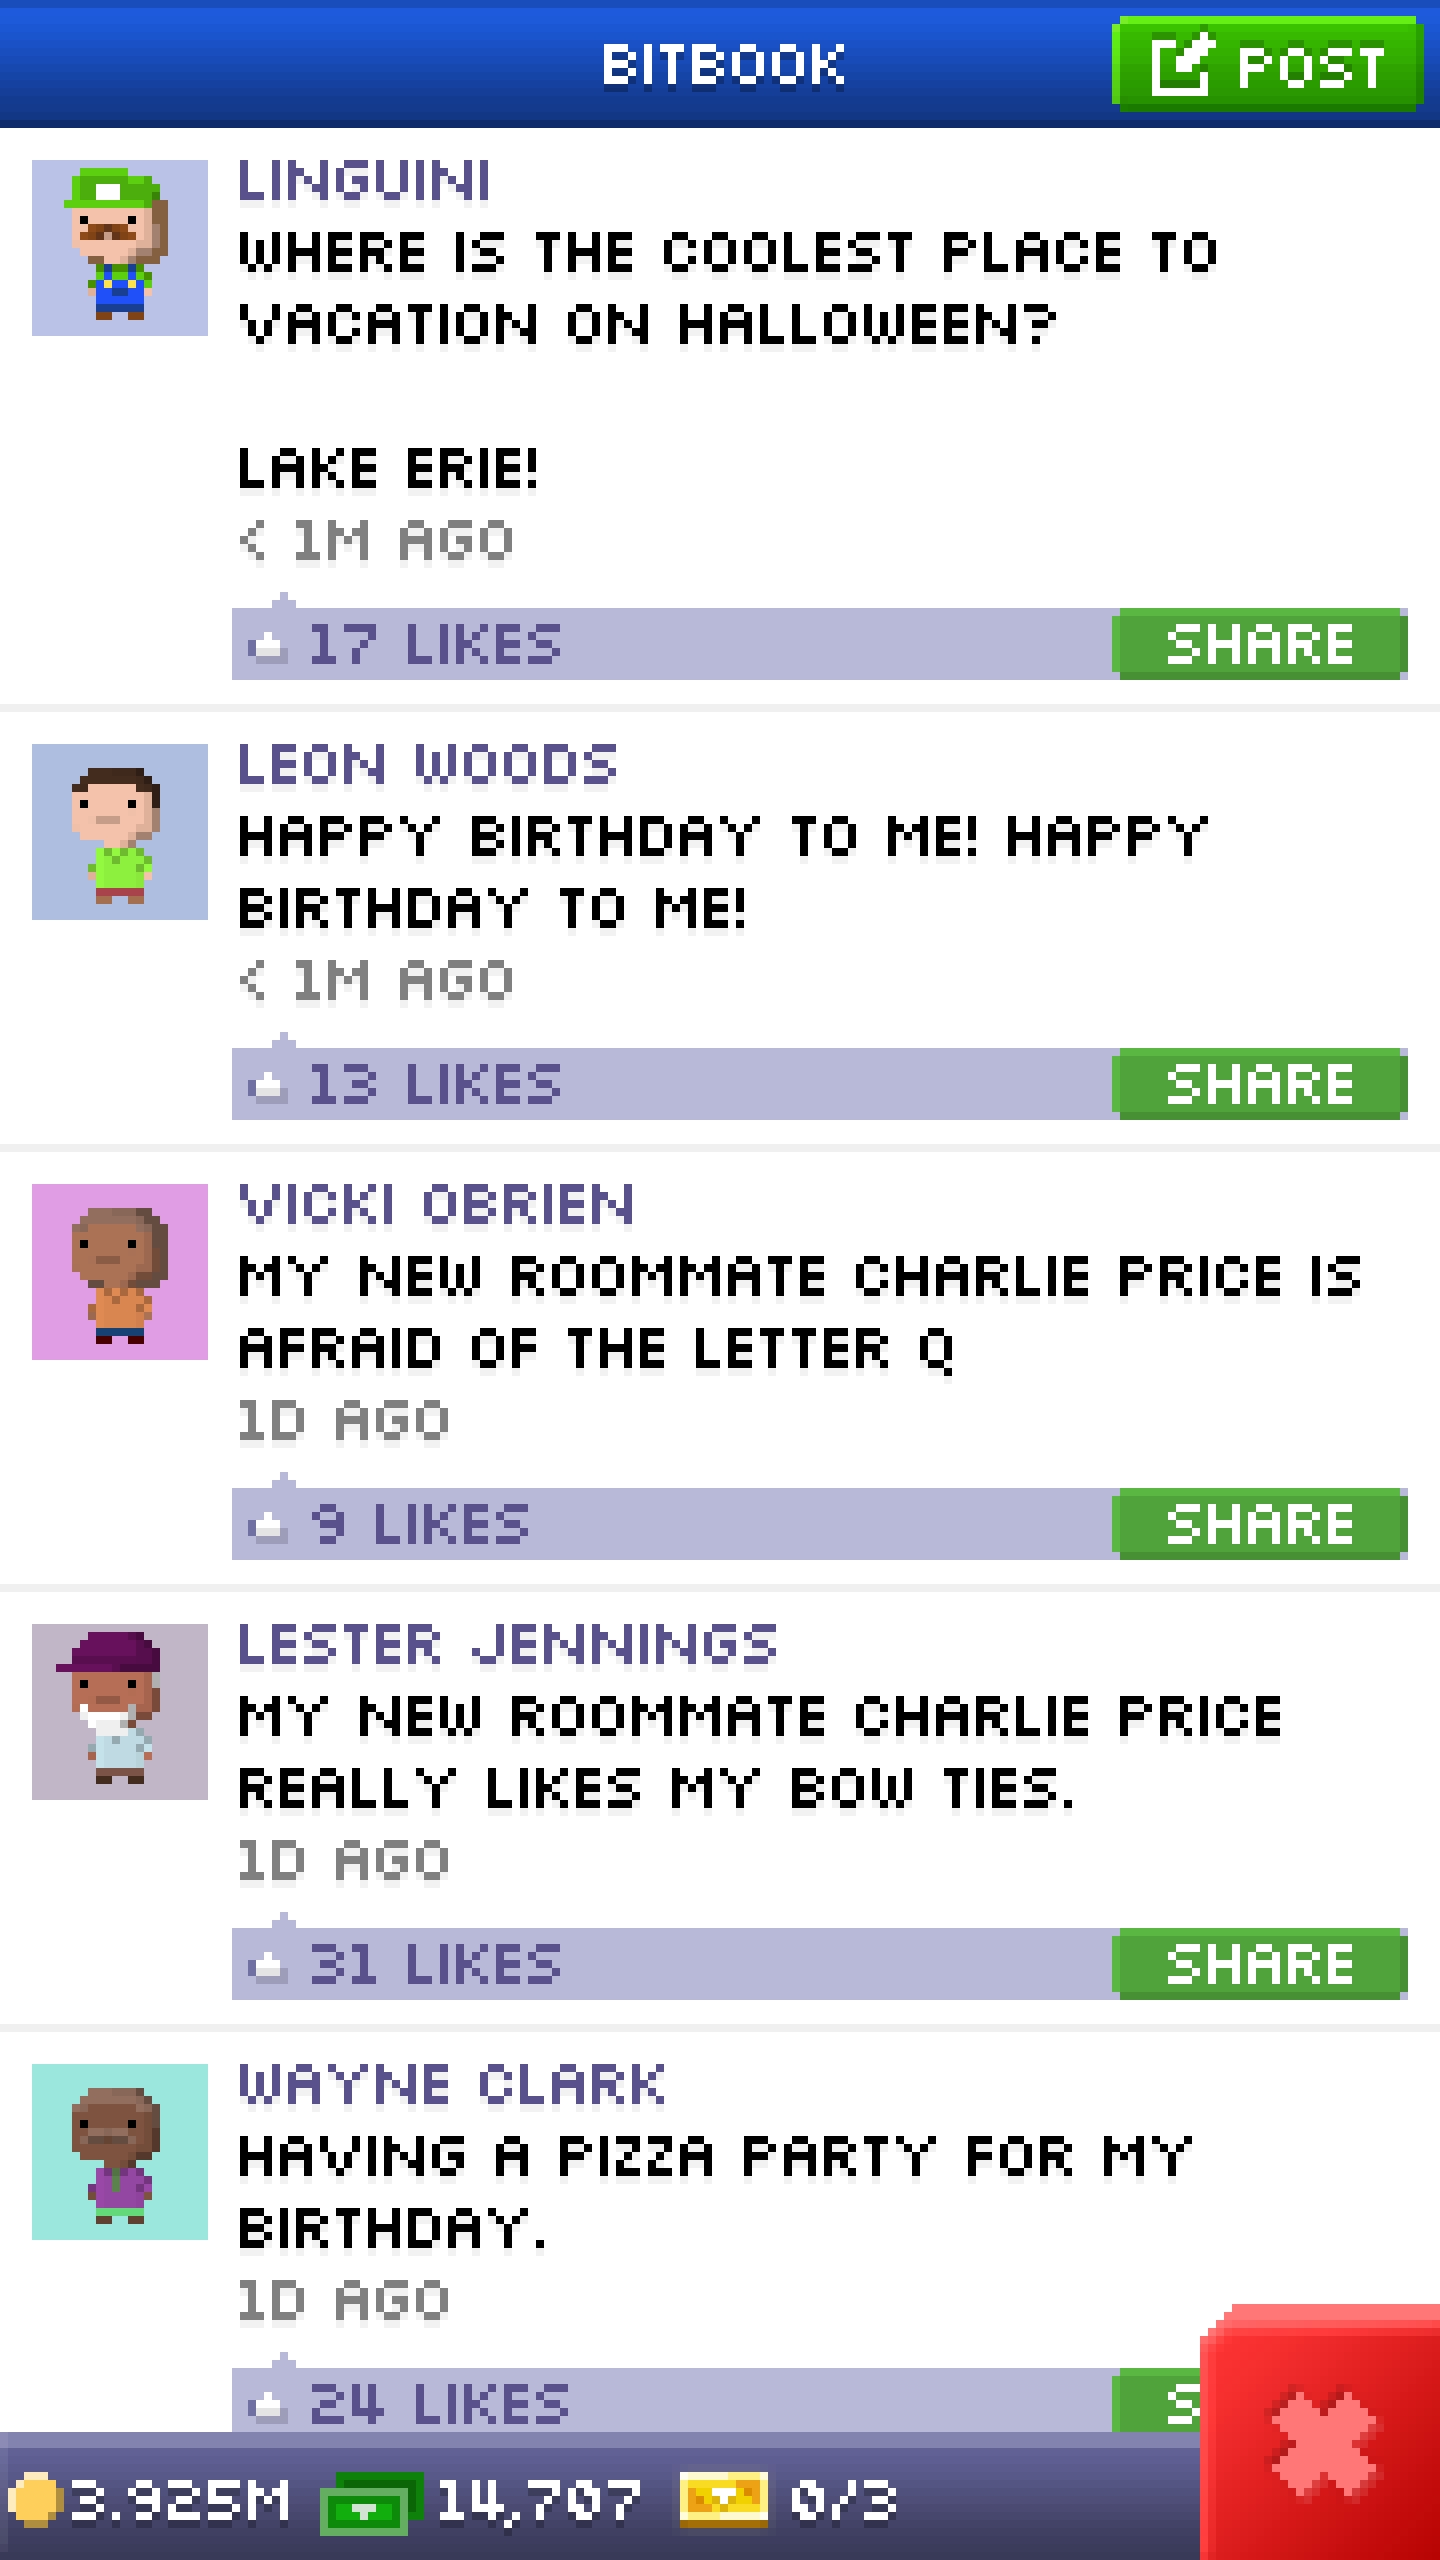 BITBOOK
POST
LINGUINI
WHERE IS THE COOLEST PLACE TO
VACATION ON HALLOWEEN?
LAKE ERIE!
< 1M AGO
17 LIKES
SHARE
LEON WOODS
HAPPY BIRTHDAY TO ME! HAPPY
BIRTHDAY TO ME!
< 1M AGO
13 LIKES
SHARE
VICKI OBRIEN
MY NEW ROOMMATE CHARLIE PRICE IS
AFRAID OF THE LETTER Q
1D AGO
9 LIKES
SHARE
LESTER JENNINGS
MY NEW ROOMMATE CHARLIE PRICE
REALLY LIKES MY BOW TIES.
1D AGO
31 LIKES
SHARE
WAYNE CLARK
HAVING A PIZZA PARTY FOR MY
BIRTHDAY.
1D AGO
24 LIKES
S
3.925M
14,707
0/3